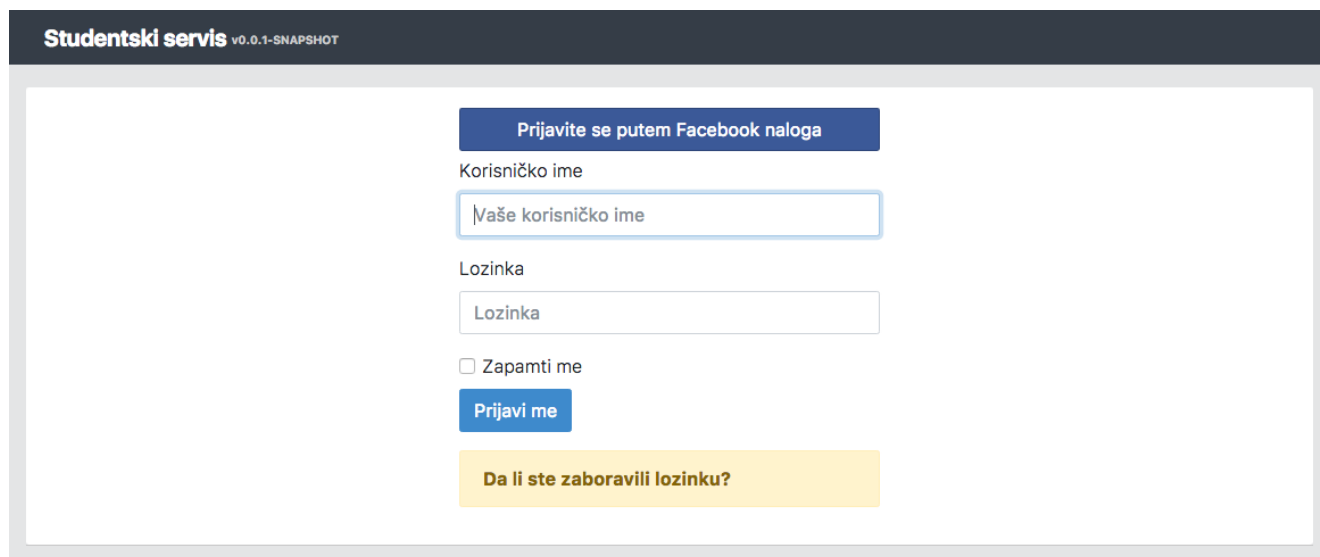 Studentski servis v0.0.1-SNAPSHOT
Prijavite se putem Facebook naloga
Korisničko ime
Vaše korisničko ime
Lozinka
Lozinka
Zapamti me
Prijavi me
Da li ste zaboravili lozinku?